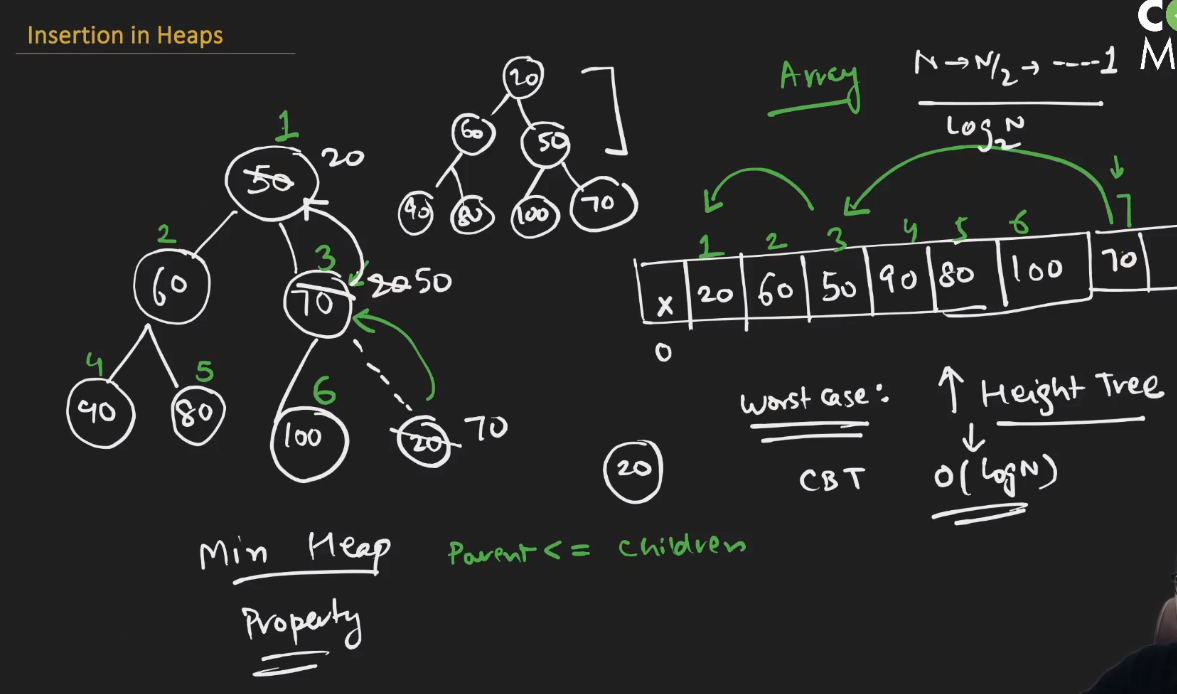 Insertion in Heaps
C
M
Array
N → N/2 → ----1
Log2N
20
60
50
90
80
100
70
1
50
20
2
60
3
70
20
50
4
90
5
80
6
100
20
70
1 2 3 4 5 6 7
X 20 60 50 90 80 100 70
0
20
Worst Case:
↑ Height Tree
↓
CBT
O(LogN)
Min Heap
Parent <= Children
Property